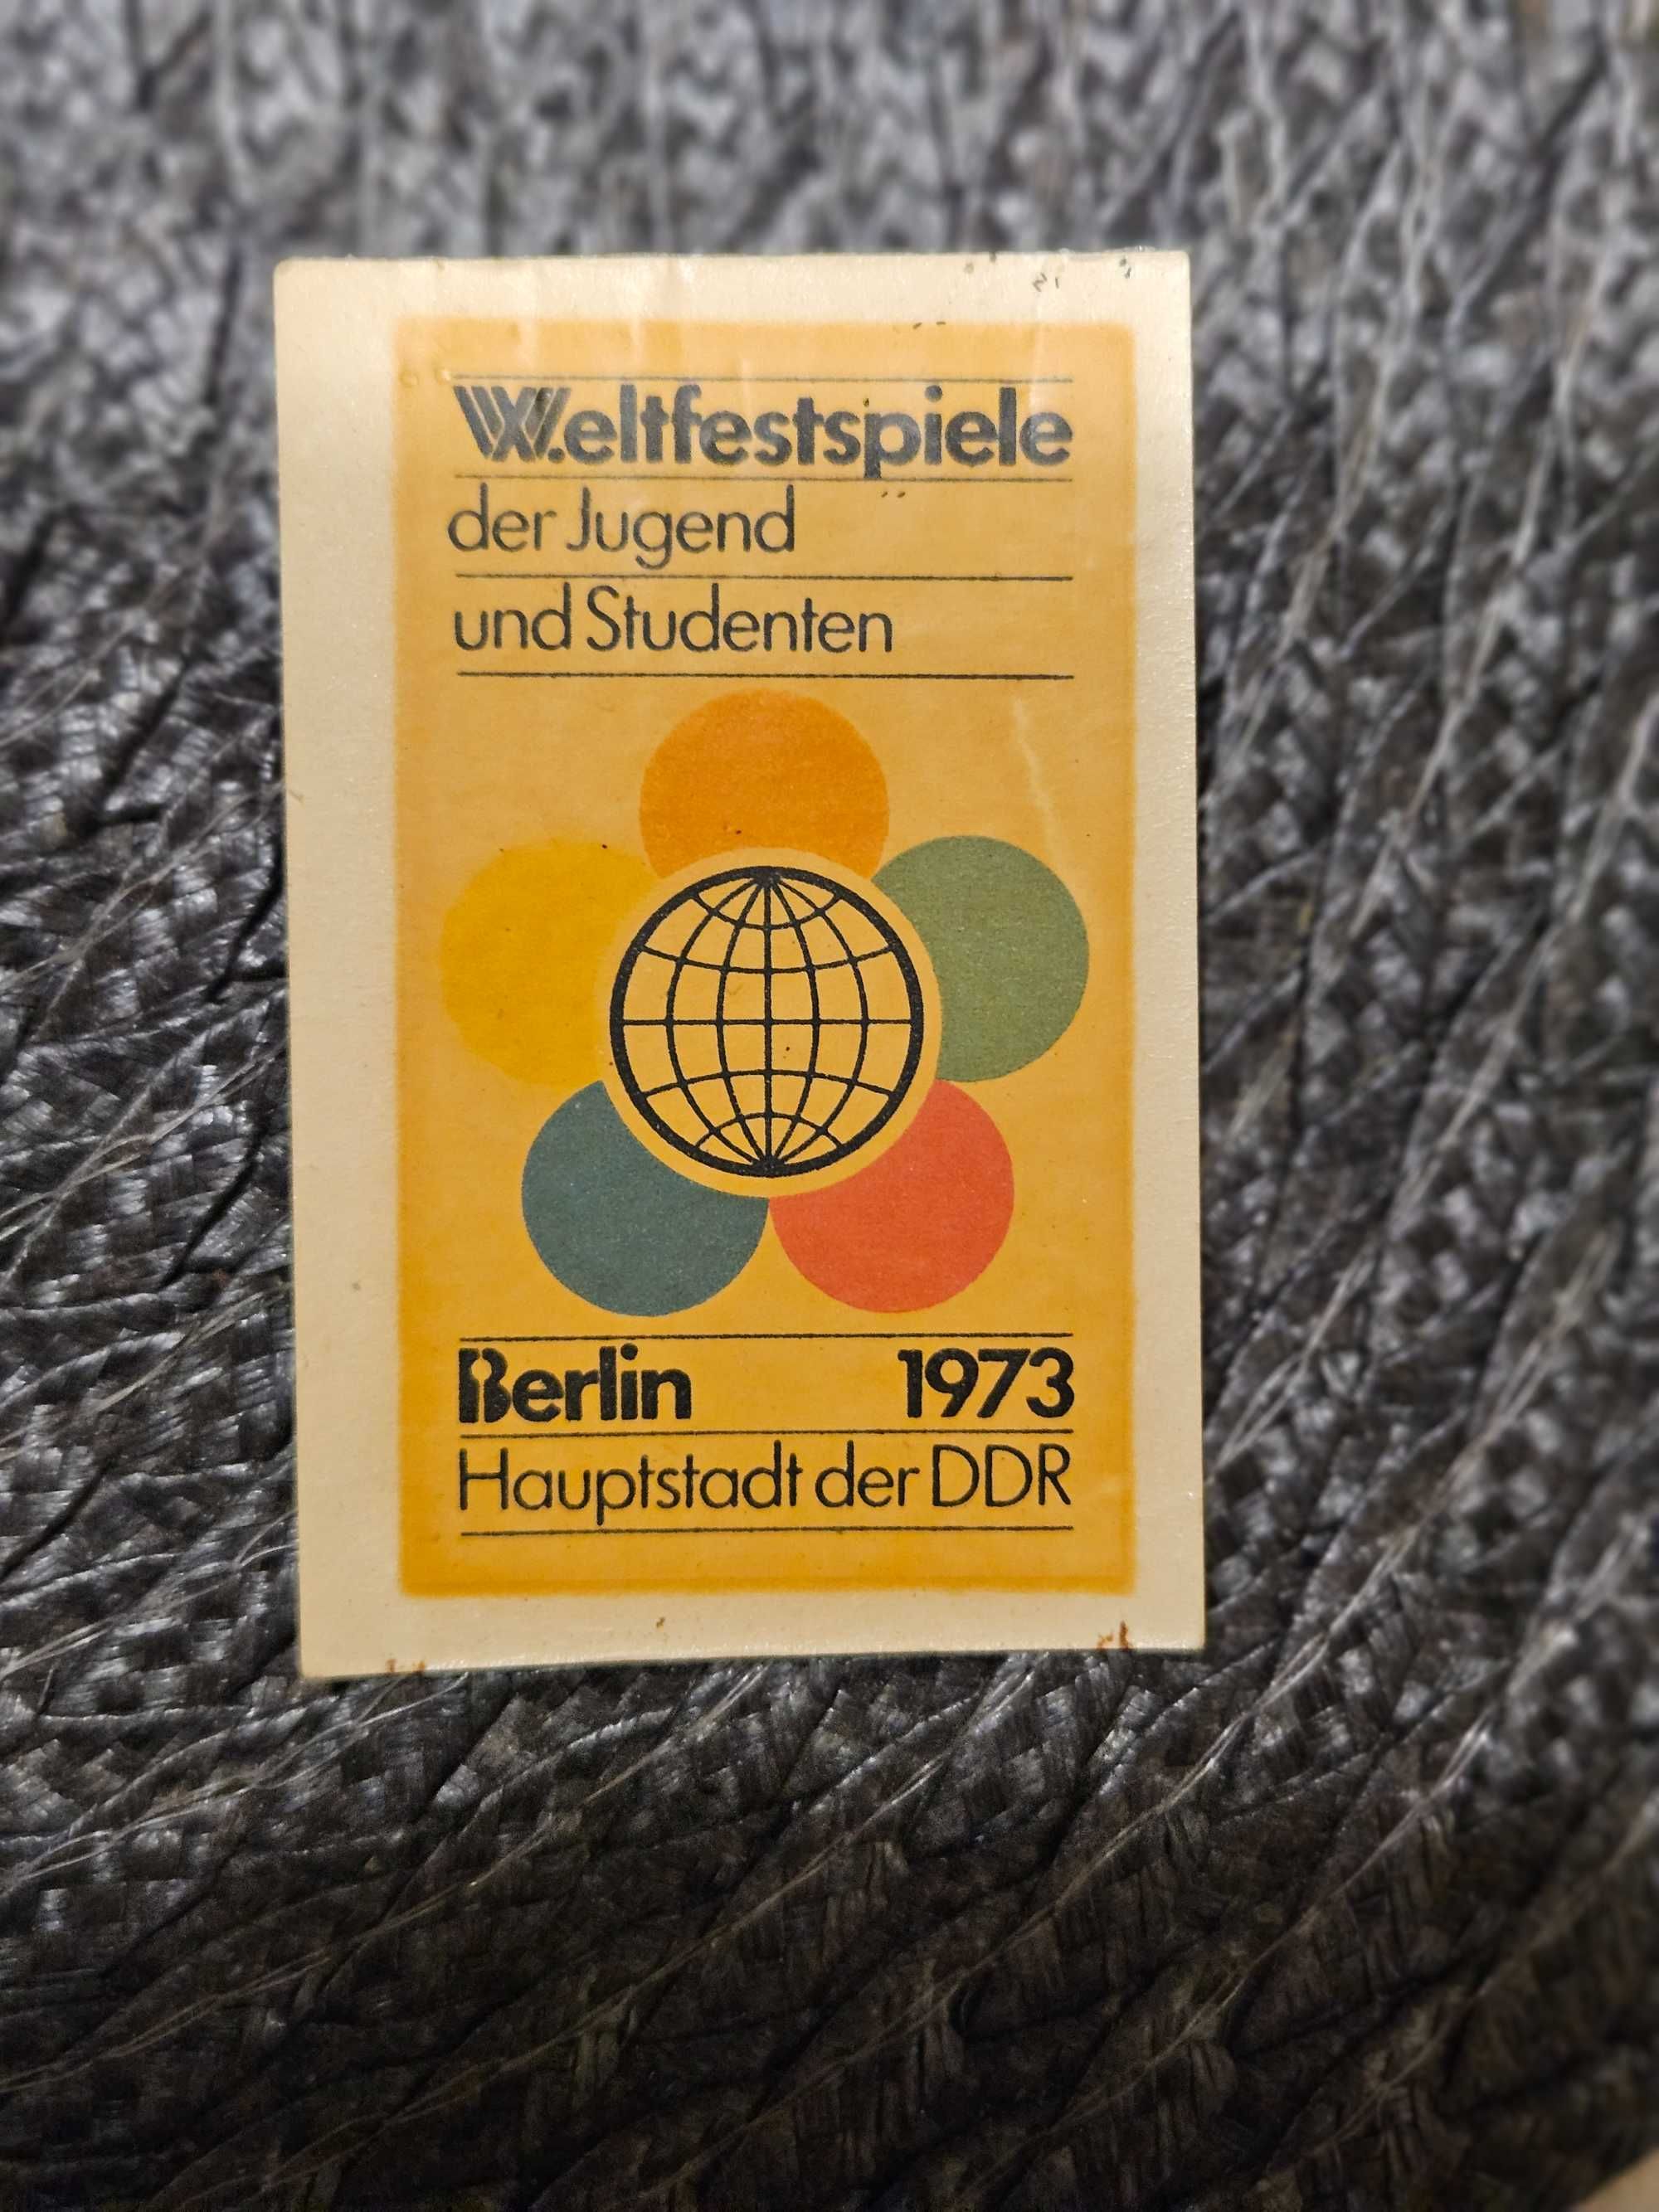 Weltfestspiele
der Jugend
und Studenten
Berlin 1973
Hauptstadt der DDR